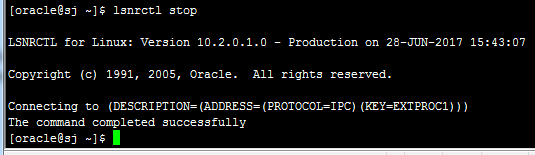 [oracle@sj ~]$ lsnrctl stop
LSNRCTL for Linux: Version 10.2.0.1.0 - Production on 28-JUN-2017 15:43:07
Copyright (c) 1991, 2005, Oracle.  All rights reserved.
Connecting to (DESCRIPTION=(ADDRESS=(PROTOCOL=IPC)(KEY=EXTPROC1)))
The command completed successfully
[oracle@sj ~]$